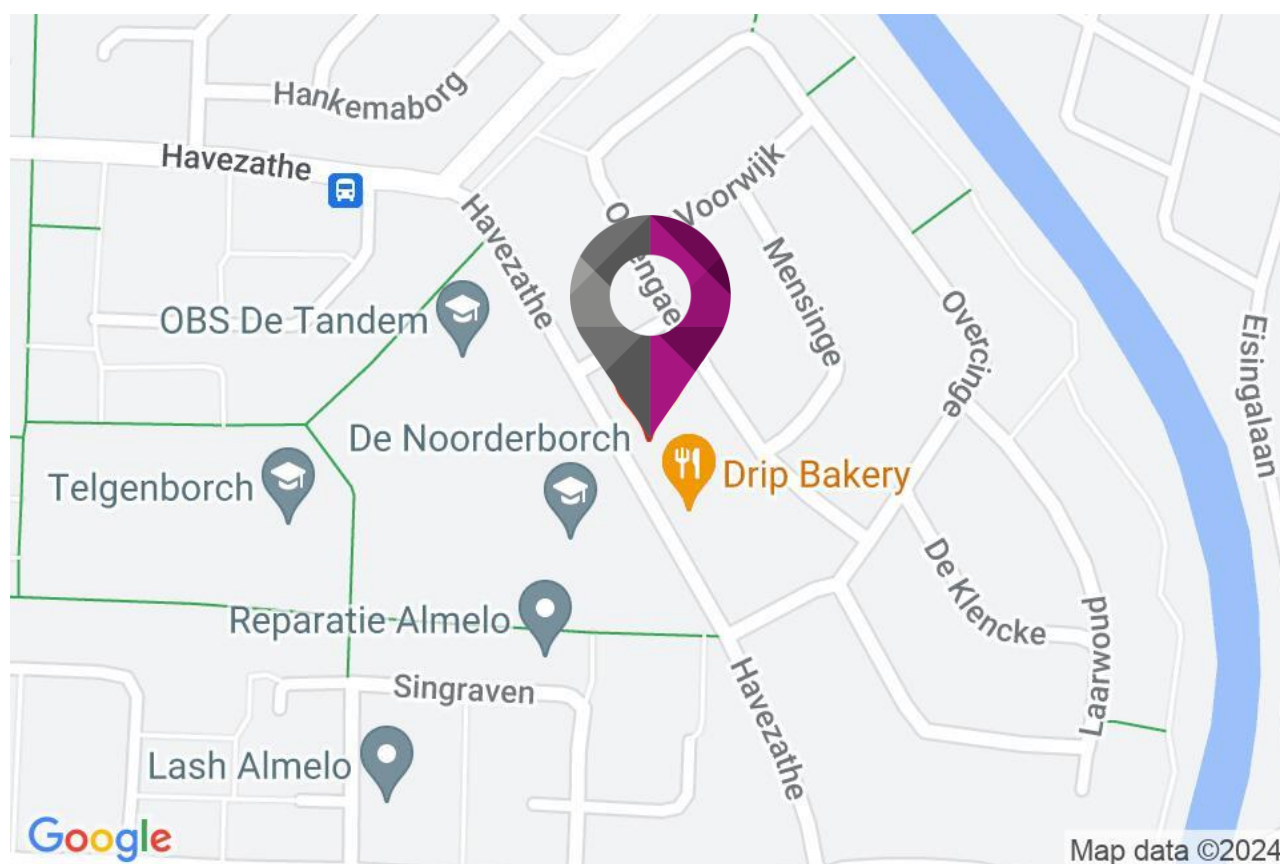 Hankemaborg
Havezathe
Voorwijk
Havezathe
Mensinge
OBS De Tandem
Overcinge
Eisingalaan
De Noorderborch
Drip Bakery
Telgenborch
De Klencke
Reparatie Almelo
Laarwoud
Singraven
Havezathe
Lash Almelo
Google
Map data ©2024